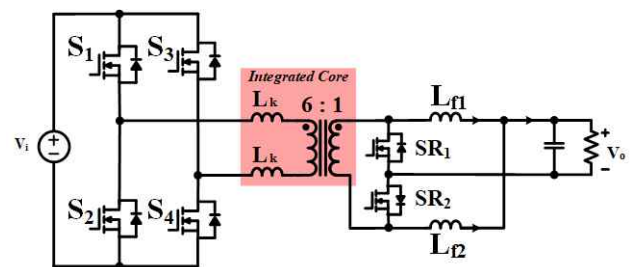 S1
S3
Integrated Core
Lk
6 : 1
Lf1
SR1
Vi
+
Vo
-
Lk
S2
S4
SR2
Lf2